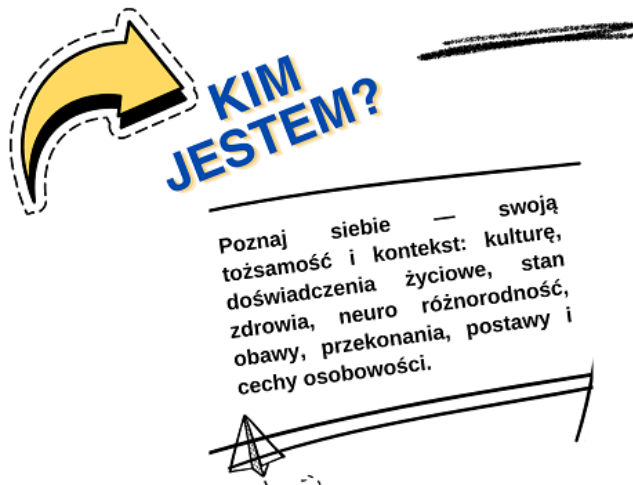 KIM
JESTEM?
Poznaj siebie — swoją
tożsamość i kontekst: kulturę,
doświadczenia życiowe, stan
zdrowia, neuro różnorodność,
obawy, przekonania, postawy i
cechy osobowości.